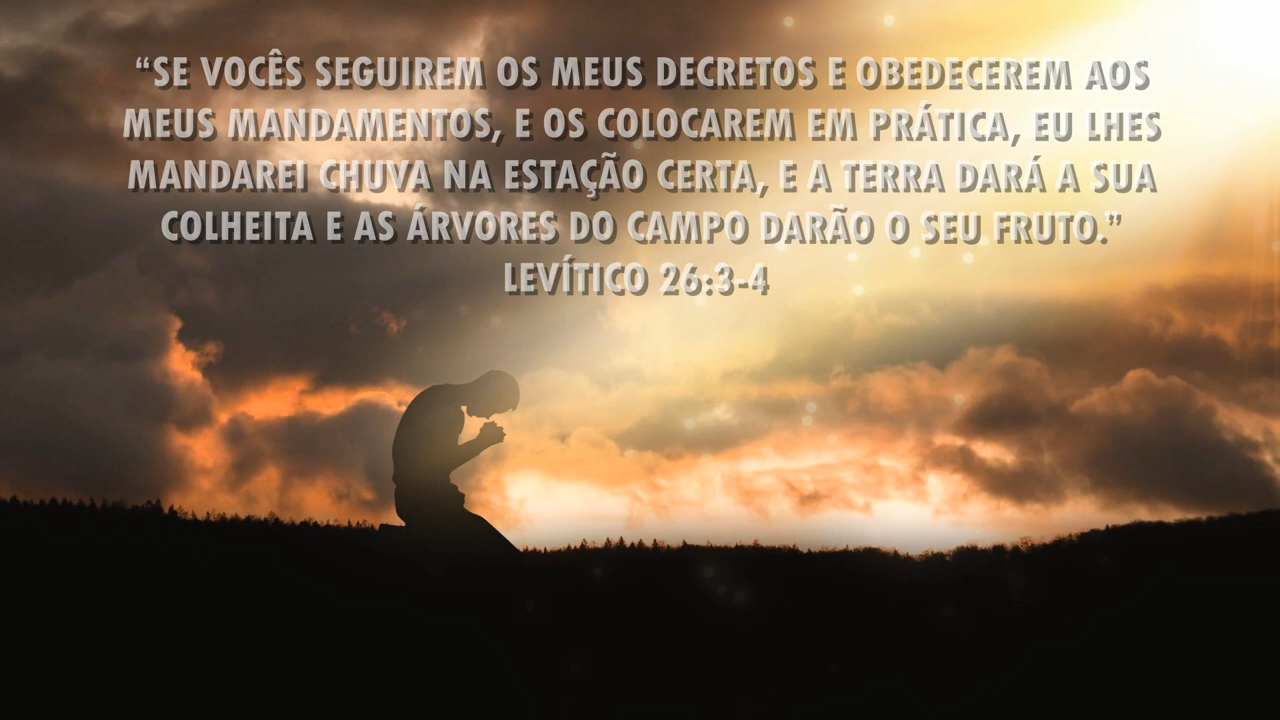 “SE VOCÊS SEGUIREM OS MEUS DECRETOS E OBEDECEREM AOS
MEUS MANDAMENTOS, E OS COLOCAREM EM PRÁTICA, EU LHES
MANDAREI CHUVA NA ESTAÇÃO CERTA, E A TERRA DARÁ A SUA
COLHEITA E AS ÁRVORES DO CAMPO DARÃO O SEU FRUTO.”
LEVÍTICO 26:3-4